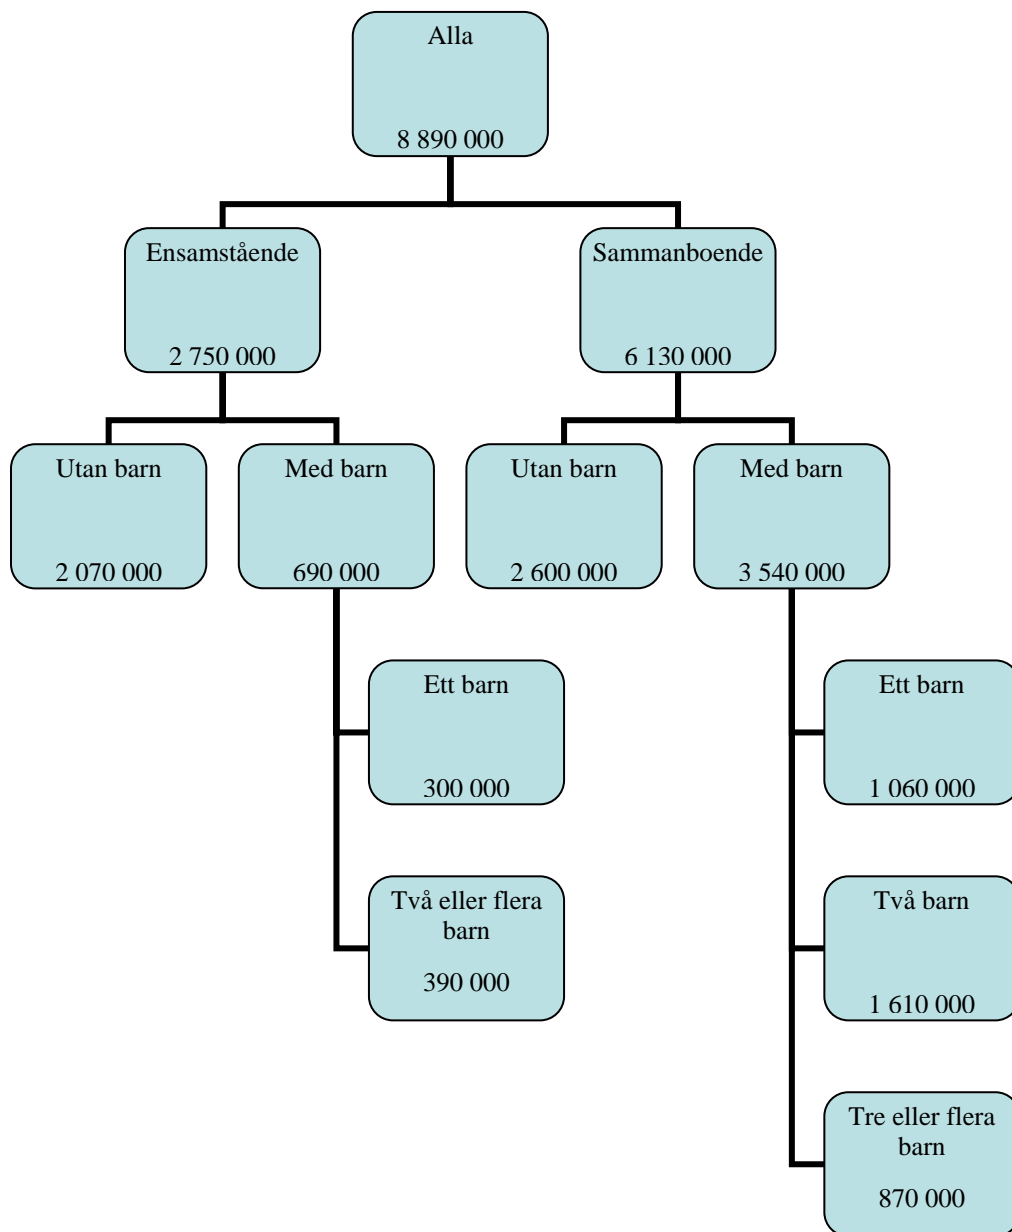 Alla
8 890 000
Ensamstående
2 750 000
Sammanboende
6 130 000
Utan barn
2 070 000
Med barn
690 000
Utan barn
2 600 000
Med barn
3 540 000
Ett barn
300 000
Ett barn
1 060 000
Två eller flera
barn
390 000
Två barn
1 610 000
Tre eller flera
barn
870 000